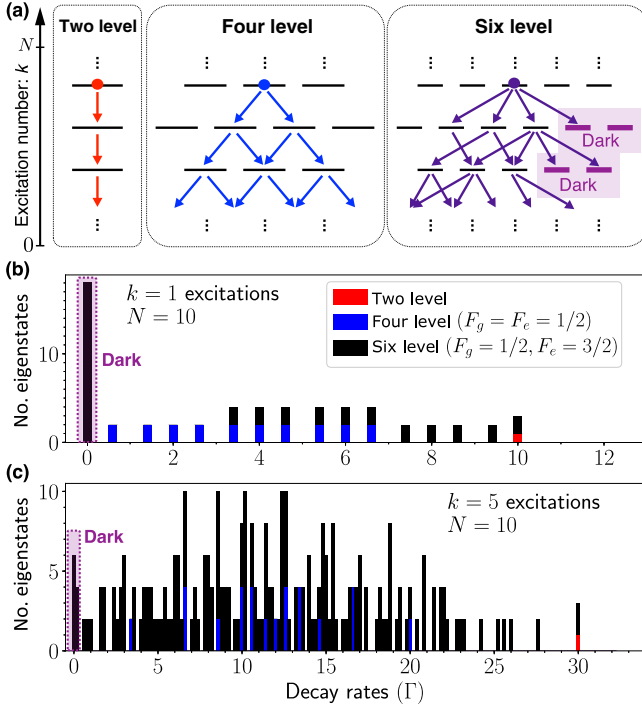 (a)
Two level
Four level
Six level
Excitation number: k
N
0
Dark
Dark
(b)
No. eigenstates
10
0
k = 1 excitations
N = 10
Dark
Two level
Four level (F_g = F_e = 1/2)
Six level (F_g = 1/2, F_e = 3/2)
0 2 4 6 8 10 12
(c)
No. eigenstates
10
5
0
Dark
k = 5 excitations
N = 10
0 5 10 15 20 25 30
Decay rates (Γ)